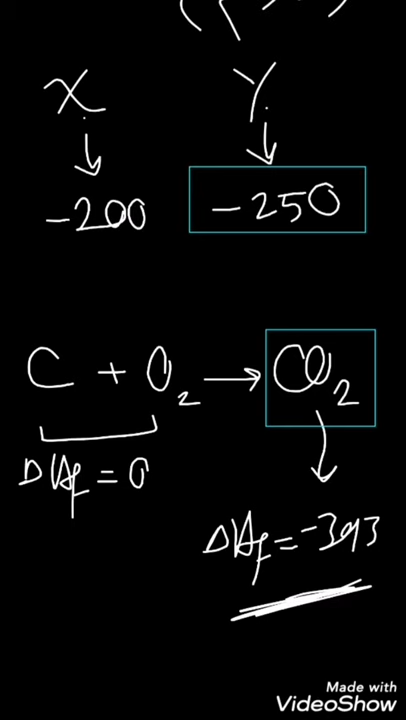 X Y
-200 -250
C + O₂ → CO₂
ΔHf = 0
ΔHf = -393
Made with
VideoShow